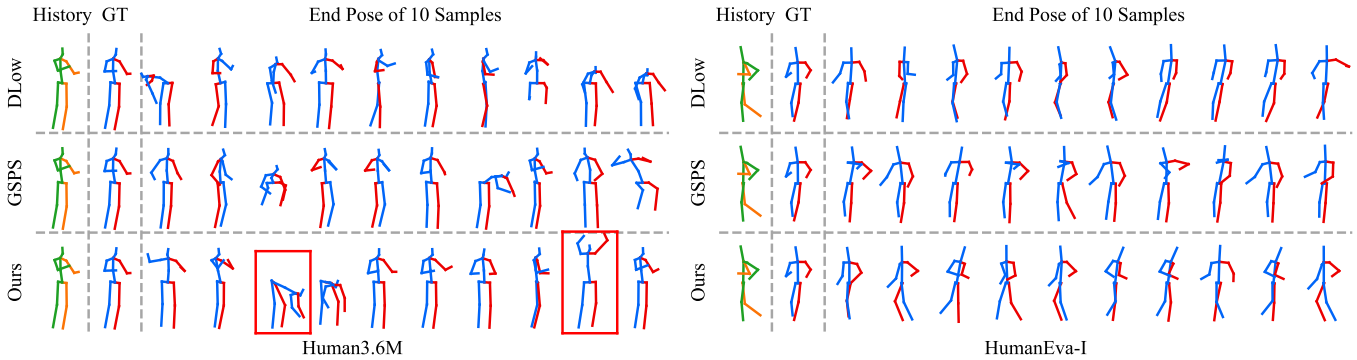 History GT End Pose of 10 Samples
DLow
GSPS
Ours
Human3.6M
History GT End Pose of 10 Samples
DLow
GSPS
Ours
HumanEva-I